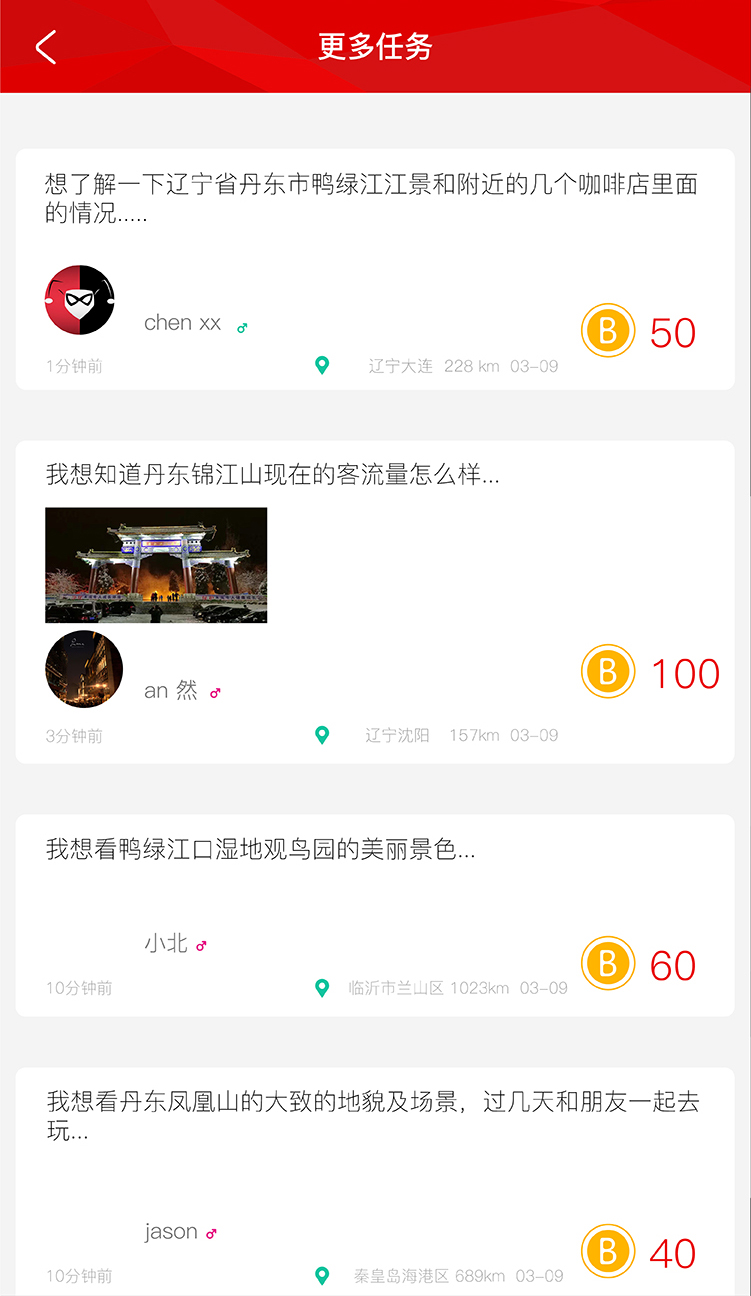 更多任务
想了解一下辽宁省丹东市鸭绿江江景和附近的几个咖啡店里面
的情况.....
chen xx
B 50
1分钟前 辽宁大连 228 km 03-09
我想知道丹东锦江山现在的客流量怎么样...
an 然
B 100
3分钟前 辽宁沈阳 157km 03-09
我想看鸭绿江口湿地观鸟园的美丽景色...
小北
B 60
10分钟前 临沂市兰山区 1023km 03-09
我想看丹东凤凰山的大致的地貌及场景，过几天和朋友一起去
玩...
jason
B 40
10分钟前 秦皇岛海港区 689km 03-09